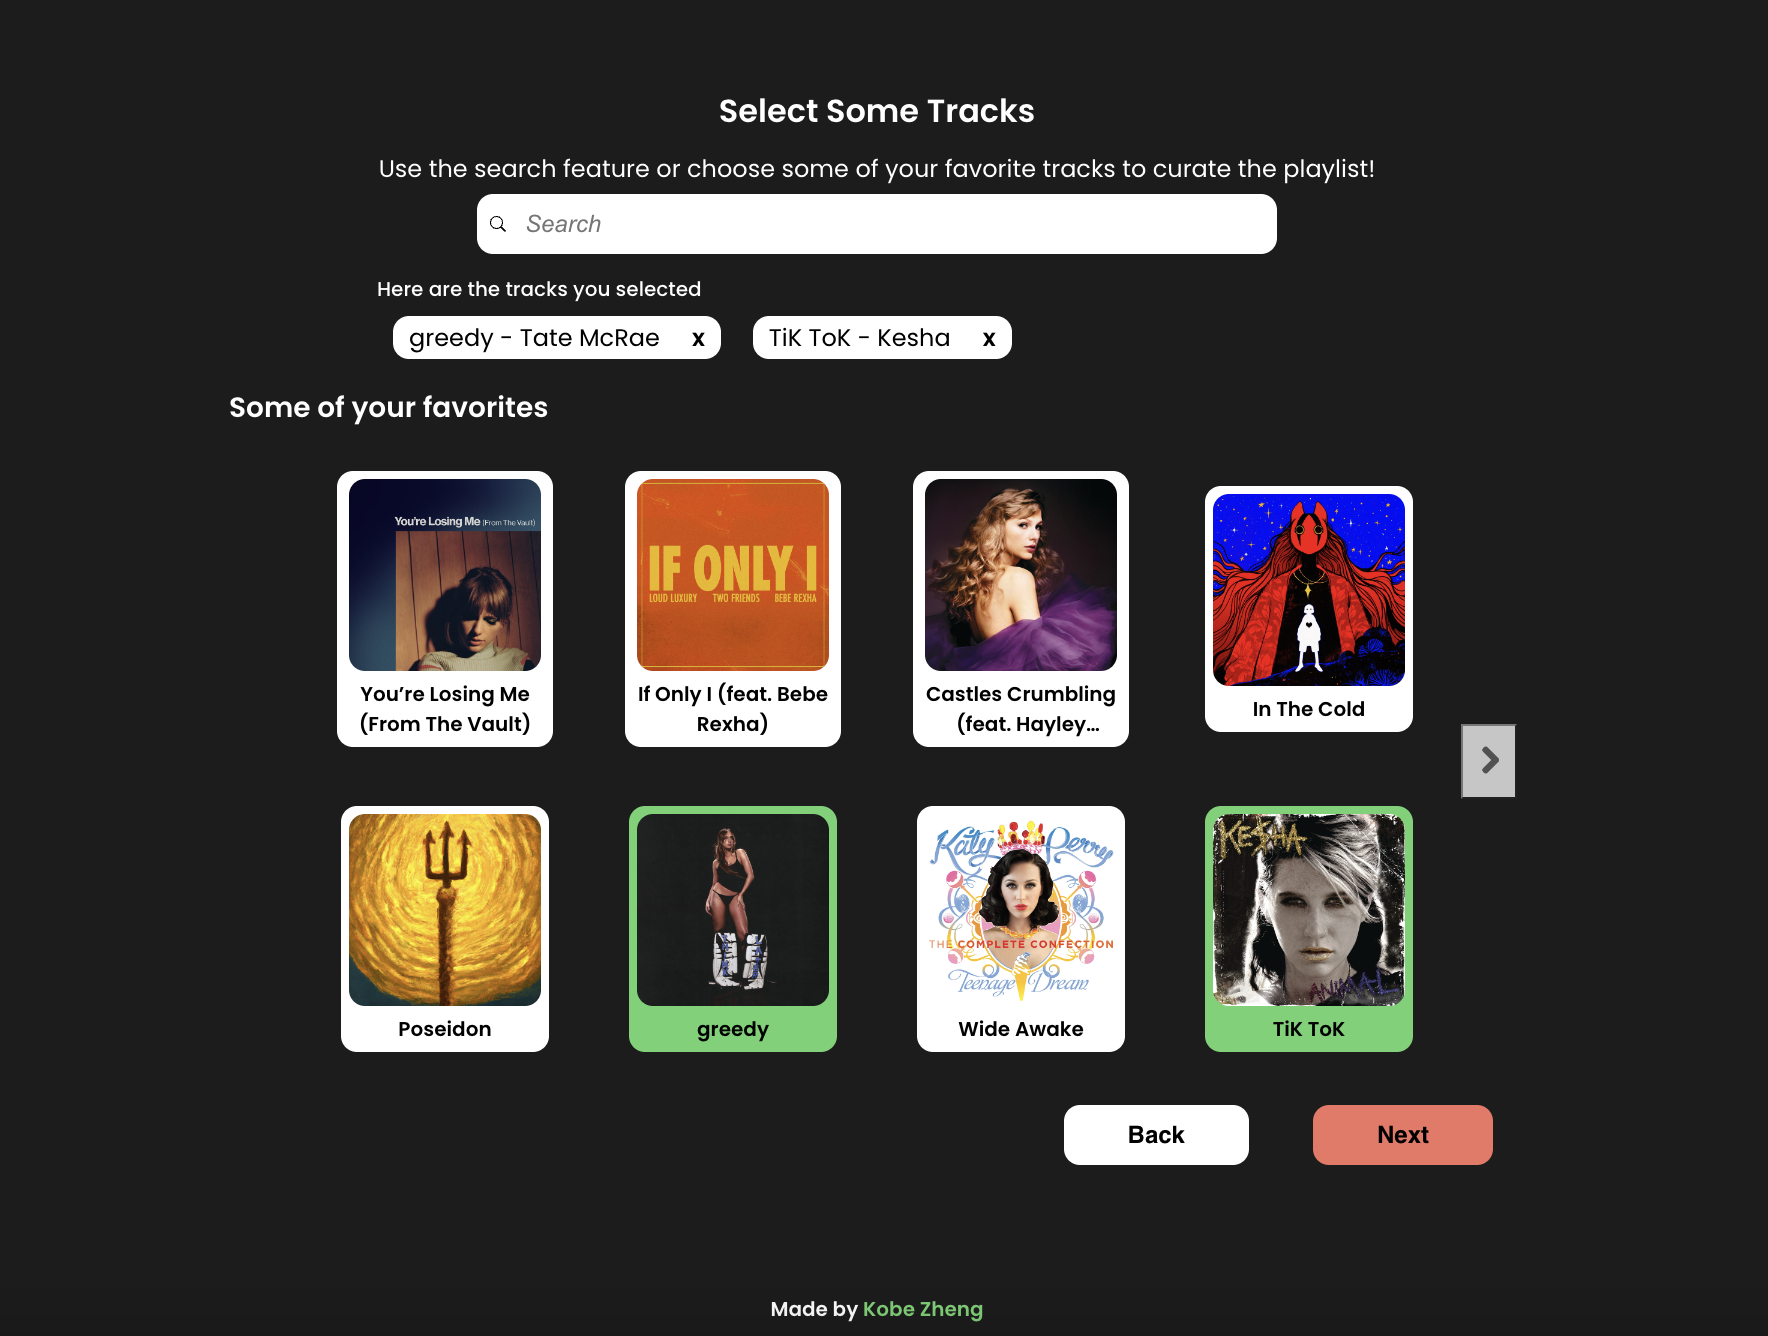 Select Some Tracks
Use the search feature or choose some of your favorite tracks to curate the playlist!
Search
Here are the tracks you selected
greedy - Tate McRae x
TiK ToK - Kesha x
Some of your favorites
You're Losing Me (From The Vault)
You’re Losing Me
(From The Vault)
IF ONLY I
LOUD LUXURY TWO FRIENDS BEBE REXHA
If Only I (feat. Bebe
Rexha)
Castles Crumbling
(feat. Hayley...
In The Cold
Poseidon
greedy
Katy Perry
THE COMPLETE CONFECTION
Teenage Dream
Wide Awake
KE$HA
ANIMAL
TiK ToK
Back
Next
Made by Kobe Zheng